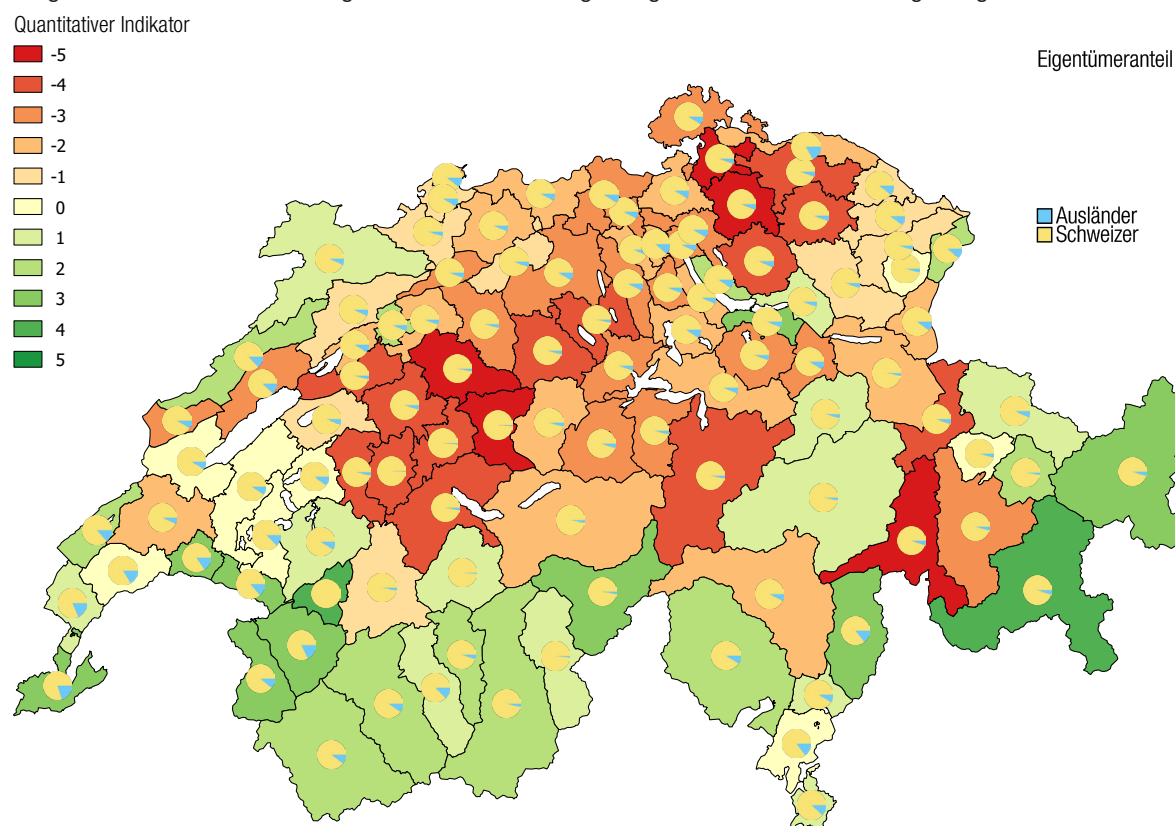 Quantitativer Indikator
-5
-4
-3
-2
-1
0
1
2
3
4
5
Eigentümeranteil
Ausländer
Schweizer